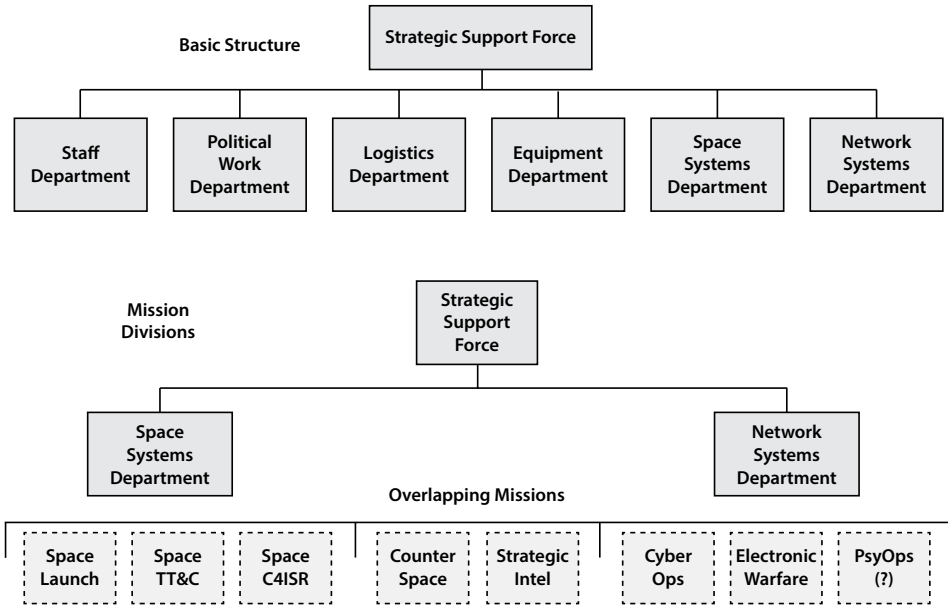 Basic Structure
Strategic Support Force
Staff
Department
Political
Work
Department
Logistics
Department
Equipment
Department
Space
Systems
Department
Network
Systems
Department
Mission
Divisions
Strategic
Support
Force
Space
Systems
Department
Network
Systems
Department
Overlapping Missions
Space
Launch
Space
TT&C
Space
C4ISR
Counter
Space
Strategic
Intel
Cyber
Ops
Electronic
Warfare
PsyOps
(?)